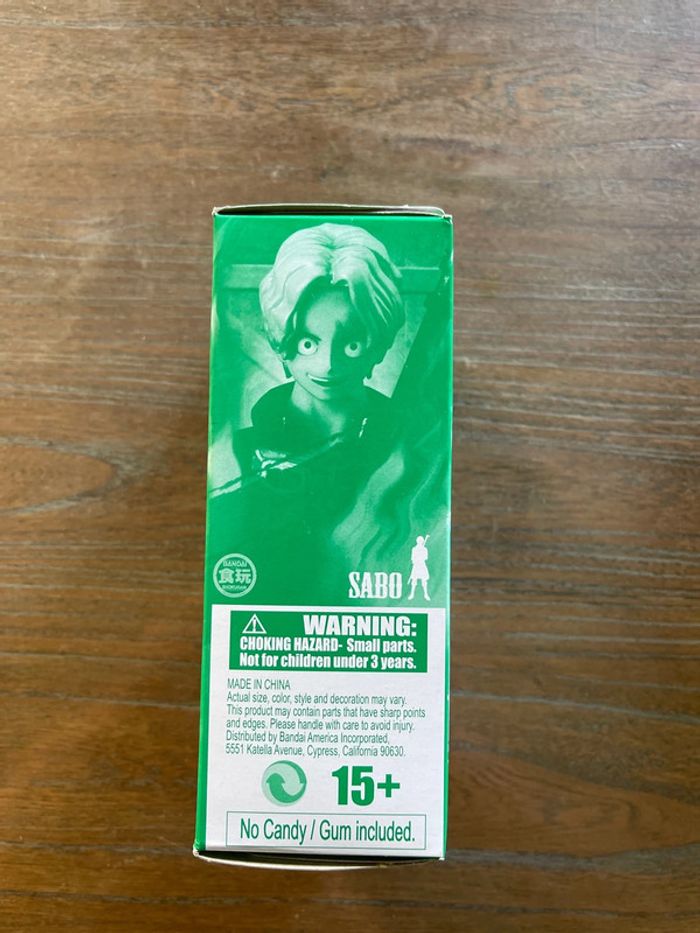 BANDAI
食玩
SHOKUGAN
SABO
WARNING:
CHOKING HAZARD- Small parts.
Not for children under 3 years.
MADE IN CHINA
Actual size, color, style and decoration may vary.
This product may contain parts that have sharp points
and edges. Please handle with care to avoid injury.
Distributed by Bandai America Incorporated,
5551 Katella Avenue, Cypress, California 90630.
15+
No Candy / Gum included.